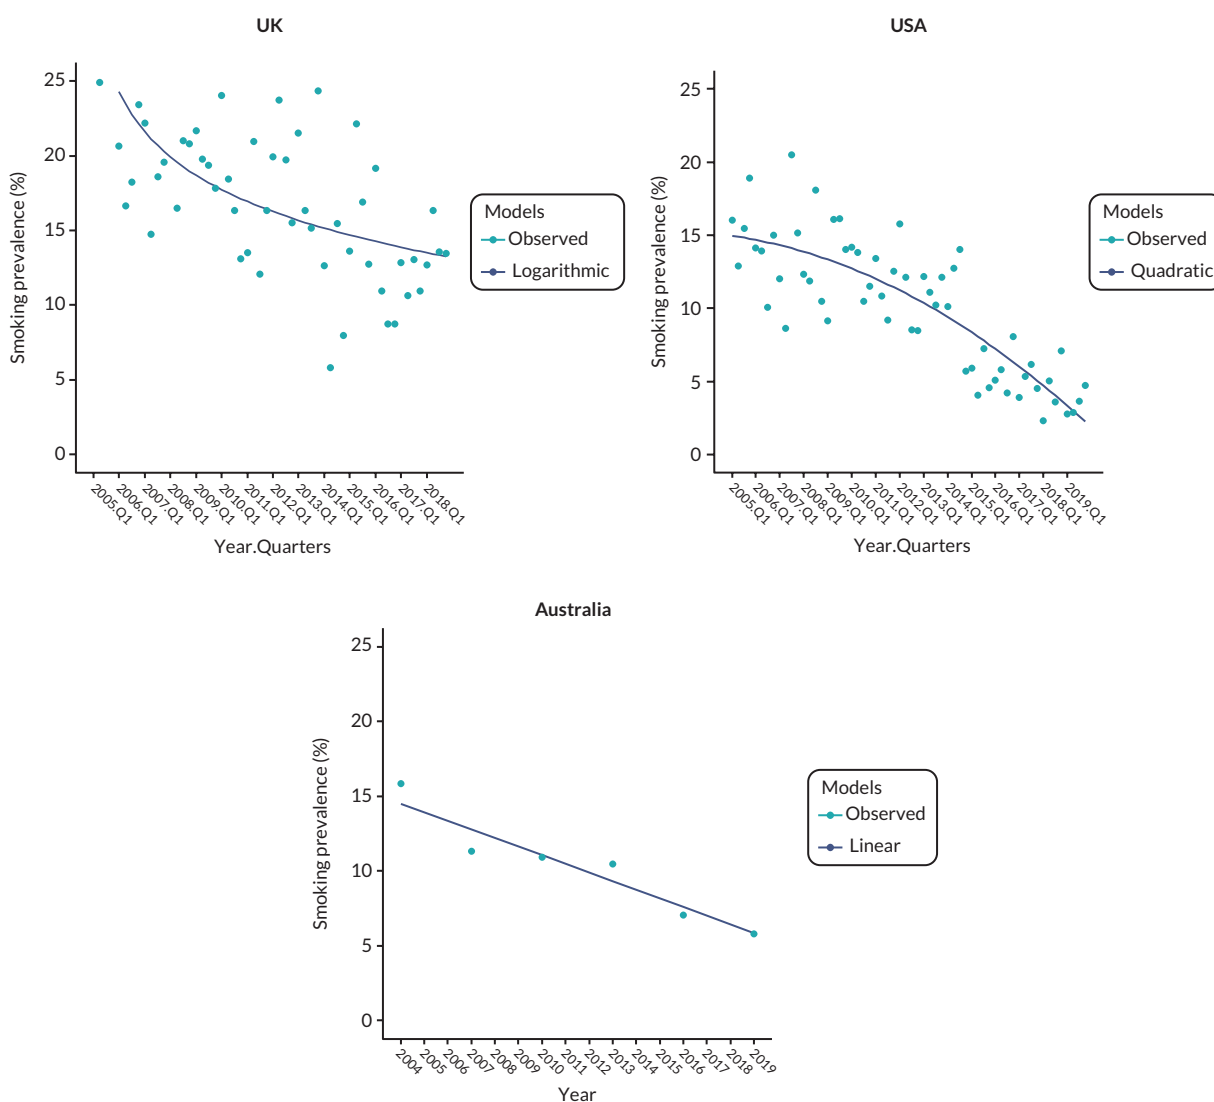 UK
Smoking prevalence (%)
25
20
15
10
5
0
2005.Q1
2006.Q1
2007.Q1
2008.Q1
2009.Q1
2010.Q1
2011.Q1
2012.Q1
2013.Q1
2014.Q1
2015.Q1
2016.Q1
2017.Q1
2018.Q1
Year.Quarters
Models
Observed
Logarithmic
USA
Smoking prevalence (%)
25
20
15
10
5
0
2005.Q1
2006.Q1
2007.Q1
2008.Q1
2009.Q1
2010.Q1
2011.Q1
2012.Q1
2013.Q1
2014.Q1
2015.Q1
2016.Q1
2017.Q1
2018.Q1
2019.Q1
Year.Quarters
Models
Observed
Quadratic
Australia
Smoking prevalence (%)
25
20
15
10
5
0
2004
2005
2006
2007
2008
2009
2010
2011
2012
2013
2014
2015
2016
2017
2018
2019
Year
Models
Observed
Linear